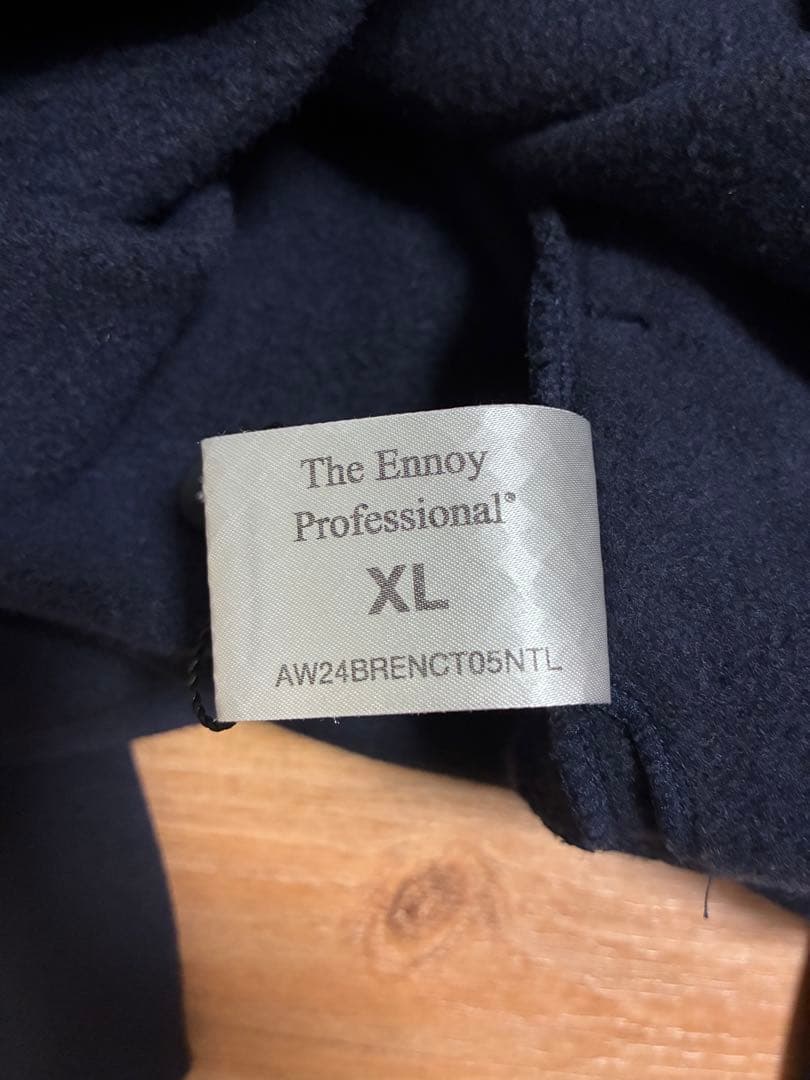 The Ennoy
Professional®
XL
AW24BRENCT05NTL